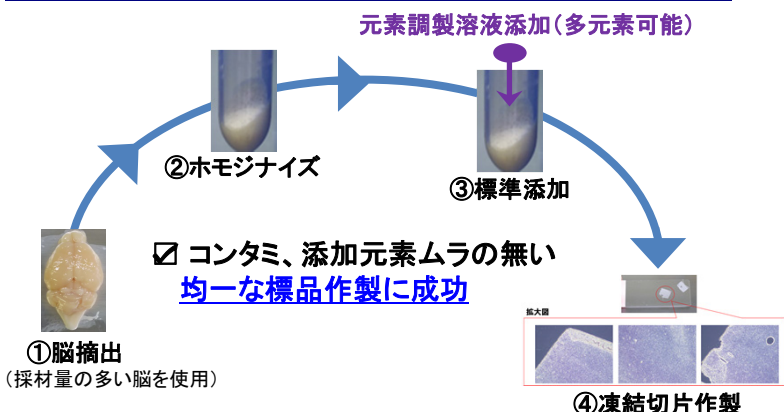 元素調製溶液添加(多元素可能)
②ホモジナイズ
③標準添加
☑ コンタミ、添加元素ムラの無い
均一な標品作製に成功
拡大図
①脳摘出
(採材量の多い脳を使用)
④凍結切片作製